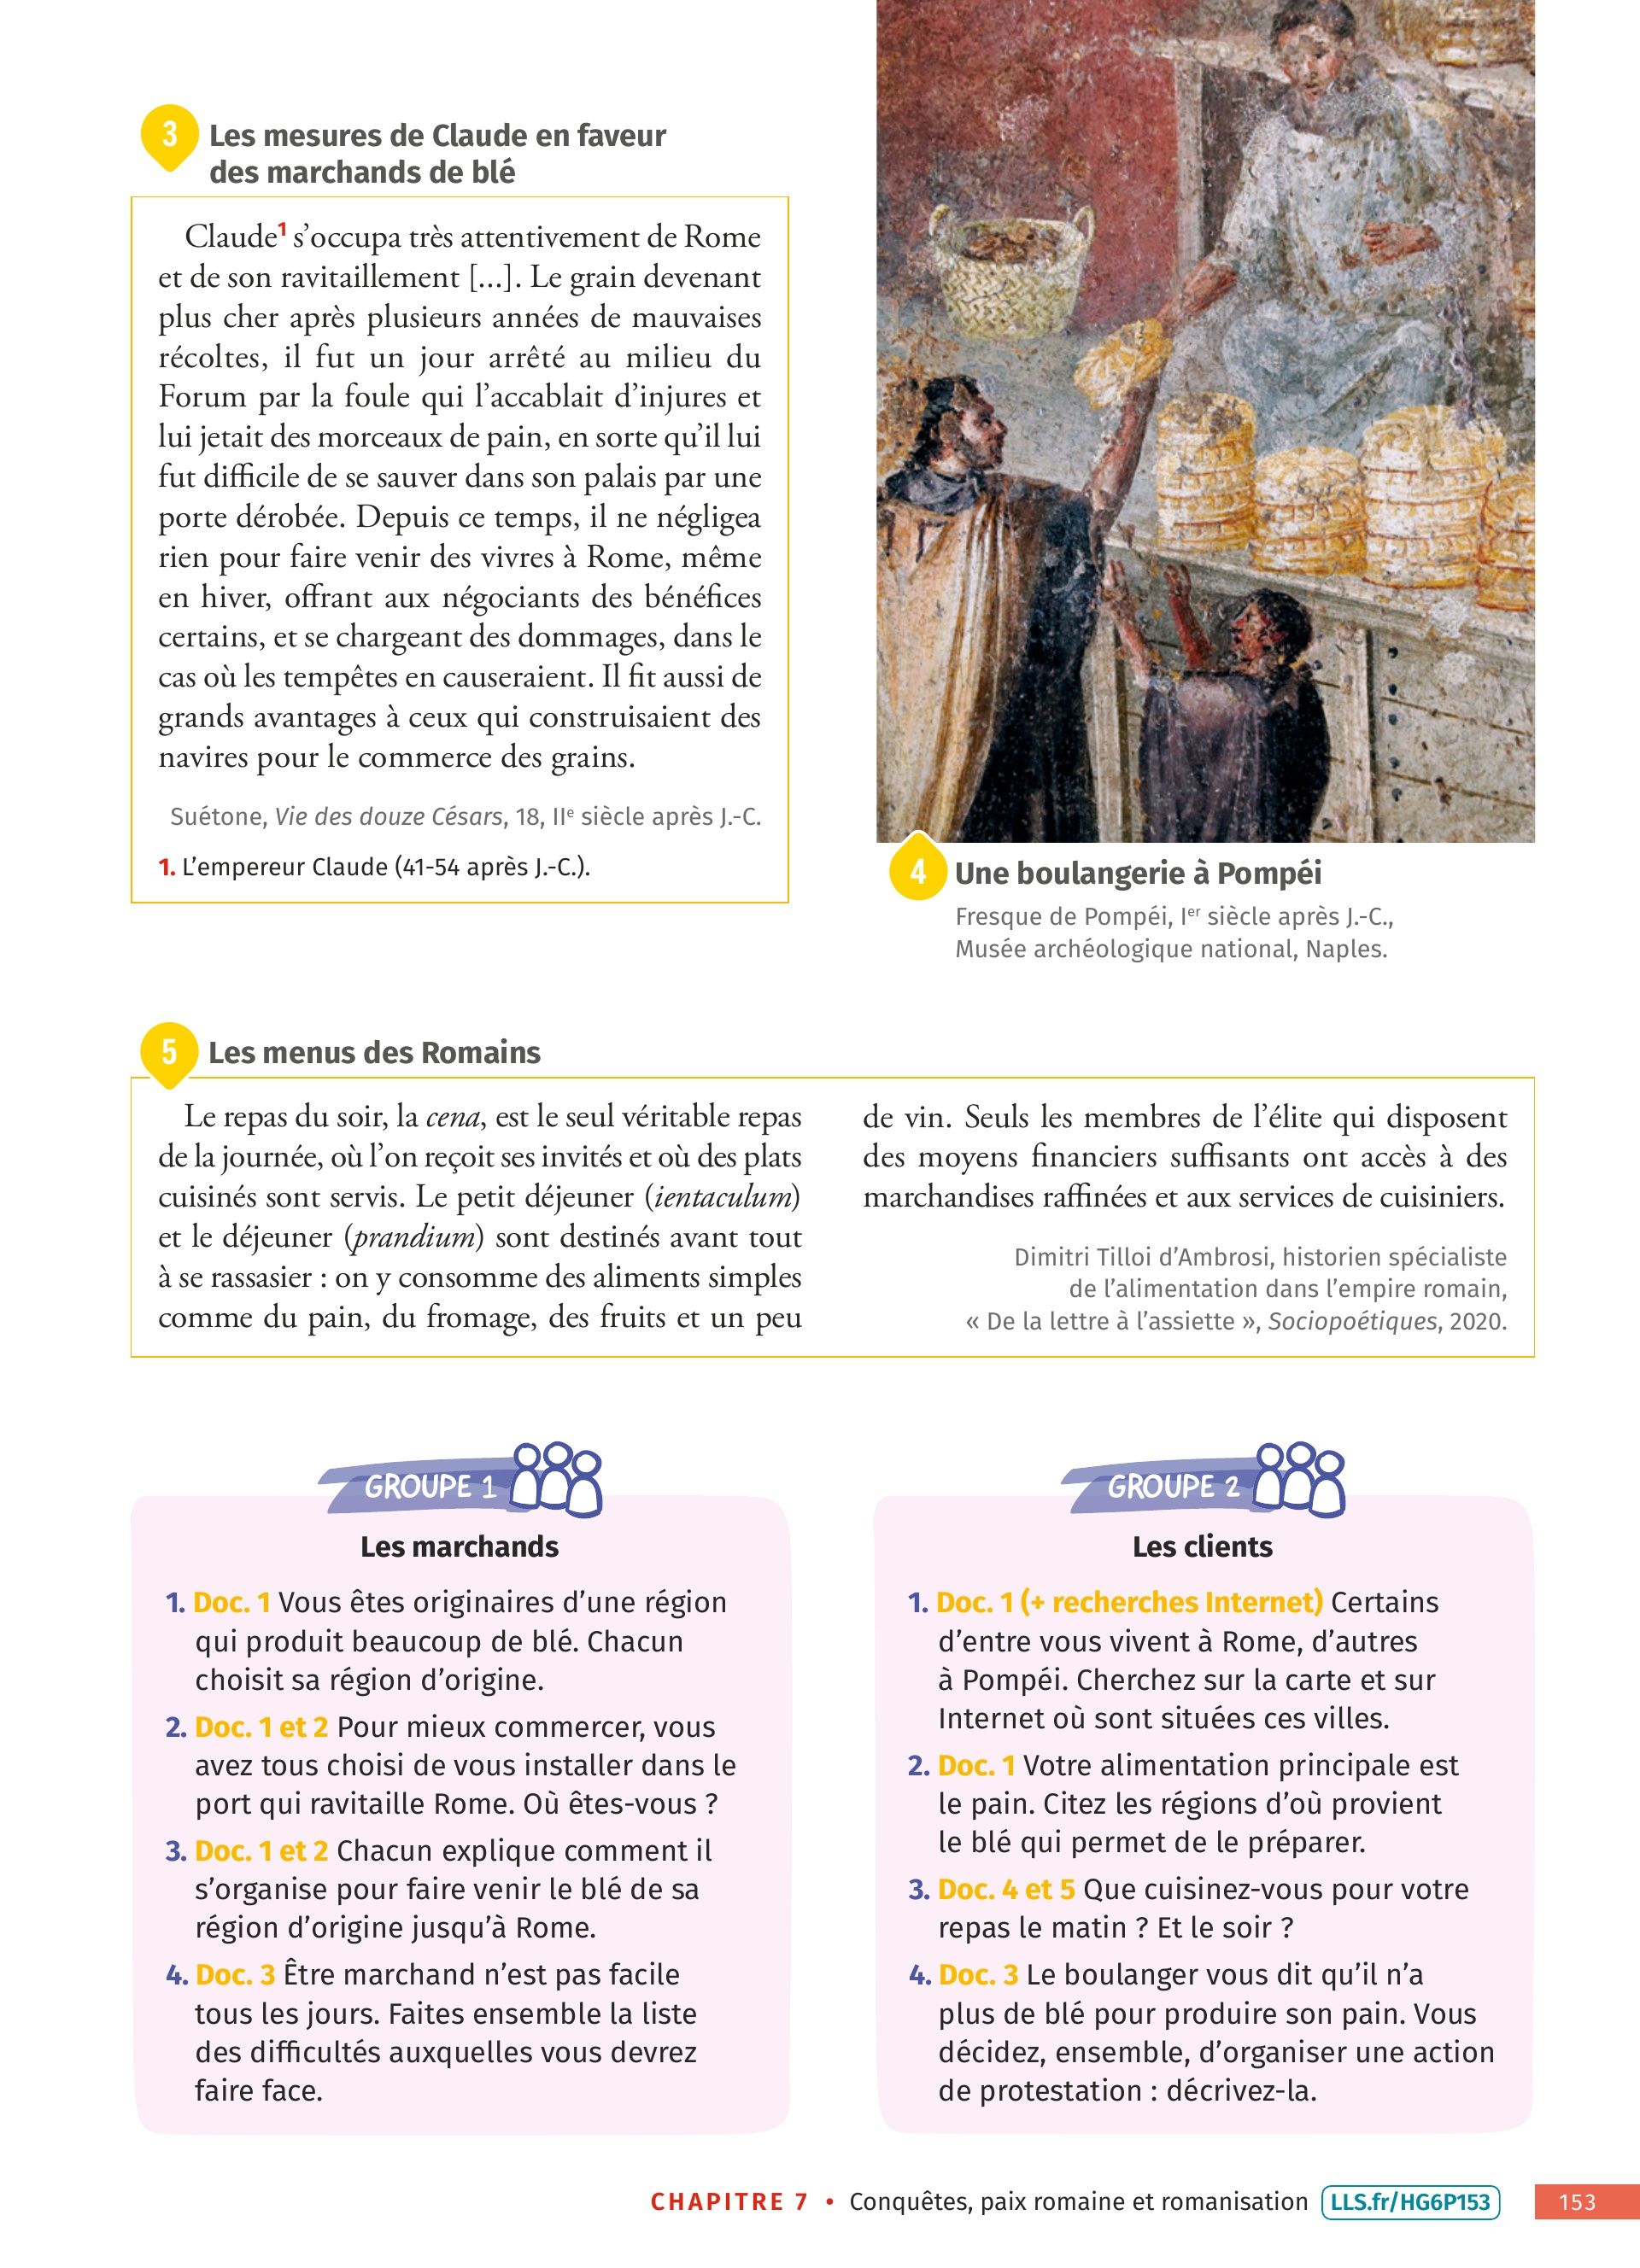 3
Les mesures de Claude en faveur
des marchands de blé
Claude¹ s’occupa très attentivement de Rome
et de son ravitaillement [...]. Le grain devenant
plus cher après plusieurs années de mauvaises
récoltes, il fut un jour arrêté au milieu du
Forum par la foule qui l’accablait d’injures et
lui jetait des morceaux de pain, en sorte qu’il lui
fut difficile de se sauver dans son palais par une
porte dérobée. Depuis ce temps, il ne négligea
rien pour faire venir des vivres à Rome, même
en hiver, offrant aux négociants des bénéfices
certains, et se chargeant des dommages, dans le
cas où les tempêtes en causeraient. Il fit aussi de
grands avantages à ceux qui construisaient des
navires pour le commerce des grains.
Suétone, Vie des douze Césars, 18, IIᵉ siècle après J.-C.
1. L’empereur Claude (41-54 après J.-C.).
4
Une boulangerie à Pompéi
Fresque de Pompéi, Iᵉʳ siècle après J.-C.,
Musée archéologique national, Naples.
5
Les menus des Romains
Le repas du soir, la cena, est le seul véritable repas
de la journée, où l’on reçoit ses invités et où des plats
cuisinés sont servis. Le petit déjeuner (ientaculum)
et le déjeuner (prandium) sont destinés avant tout
à se rassasier : on y consomme des aliments simples
comme du pain, du fromage, des fruits et un peu
de vin. Seuls les membres de l’élite qui disposent
des moyens financiers suffisants ont accès à des
marchandises raffinées et aux services de cuisiniers.
Dimitri Tilloi d’Ambrosi, historien spécialiste
de l’alimentation dans l’empire romain,
« De la lettre à l’assiette », Sociopoétiques, 2020.
GROUPE 1
Les marchands
1. Doc. 1 Vous êtes originaires d’une région
qui produit beaucoup de blé. Chacun
choisit sa région d’origine.
2. Doc. 1 et 2 Pour mieux commercer, vous
avez tous choisi de vous installer dans le
port qui ravitaille Rome. Où êtes-vous ?
3. Doc. 1 et 2 Chacun explique comment il
s’organise pour faire venir le blé de sa
région d’origine jusqu’à Rome.
4. Doc. 3 Être marchand n’est pas facile
tous les jours. Faites ensemble la liste
des difficultés auxquelles vous devrez
faire face.
GROUPE 2
Les clients
1. Doc. 1 (+ recherches Internet) Certains
d’entre vous vivent à Rome, d’autres
à Pompéi. Cherchez sur la carte et sur
Internet où sont situées ces villes.
2. Doc. 1 Votre alimentation principale est
le pain. Citez les régions d’où provient
le blé qui permet de le préparer.
3. Doc. 4 et 5 Que cuisinez-vous pour votre
repas le matin ? Et le soir ?
4. Doc. 3 Le boulanger vous dit qu’il n’a
plus de blé pour produire son pain. Vous
décidez, ensemble, d’organiser une action
de protestation : décrivez-la.
CHAPITRE 7 • Conquêtes, paix romaine et romanisation LLS.fr/HG6P153 153